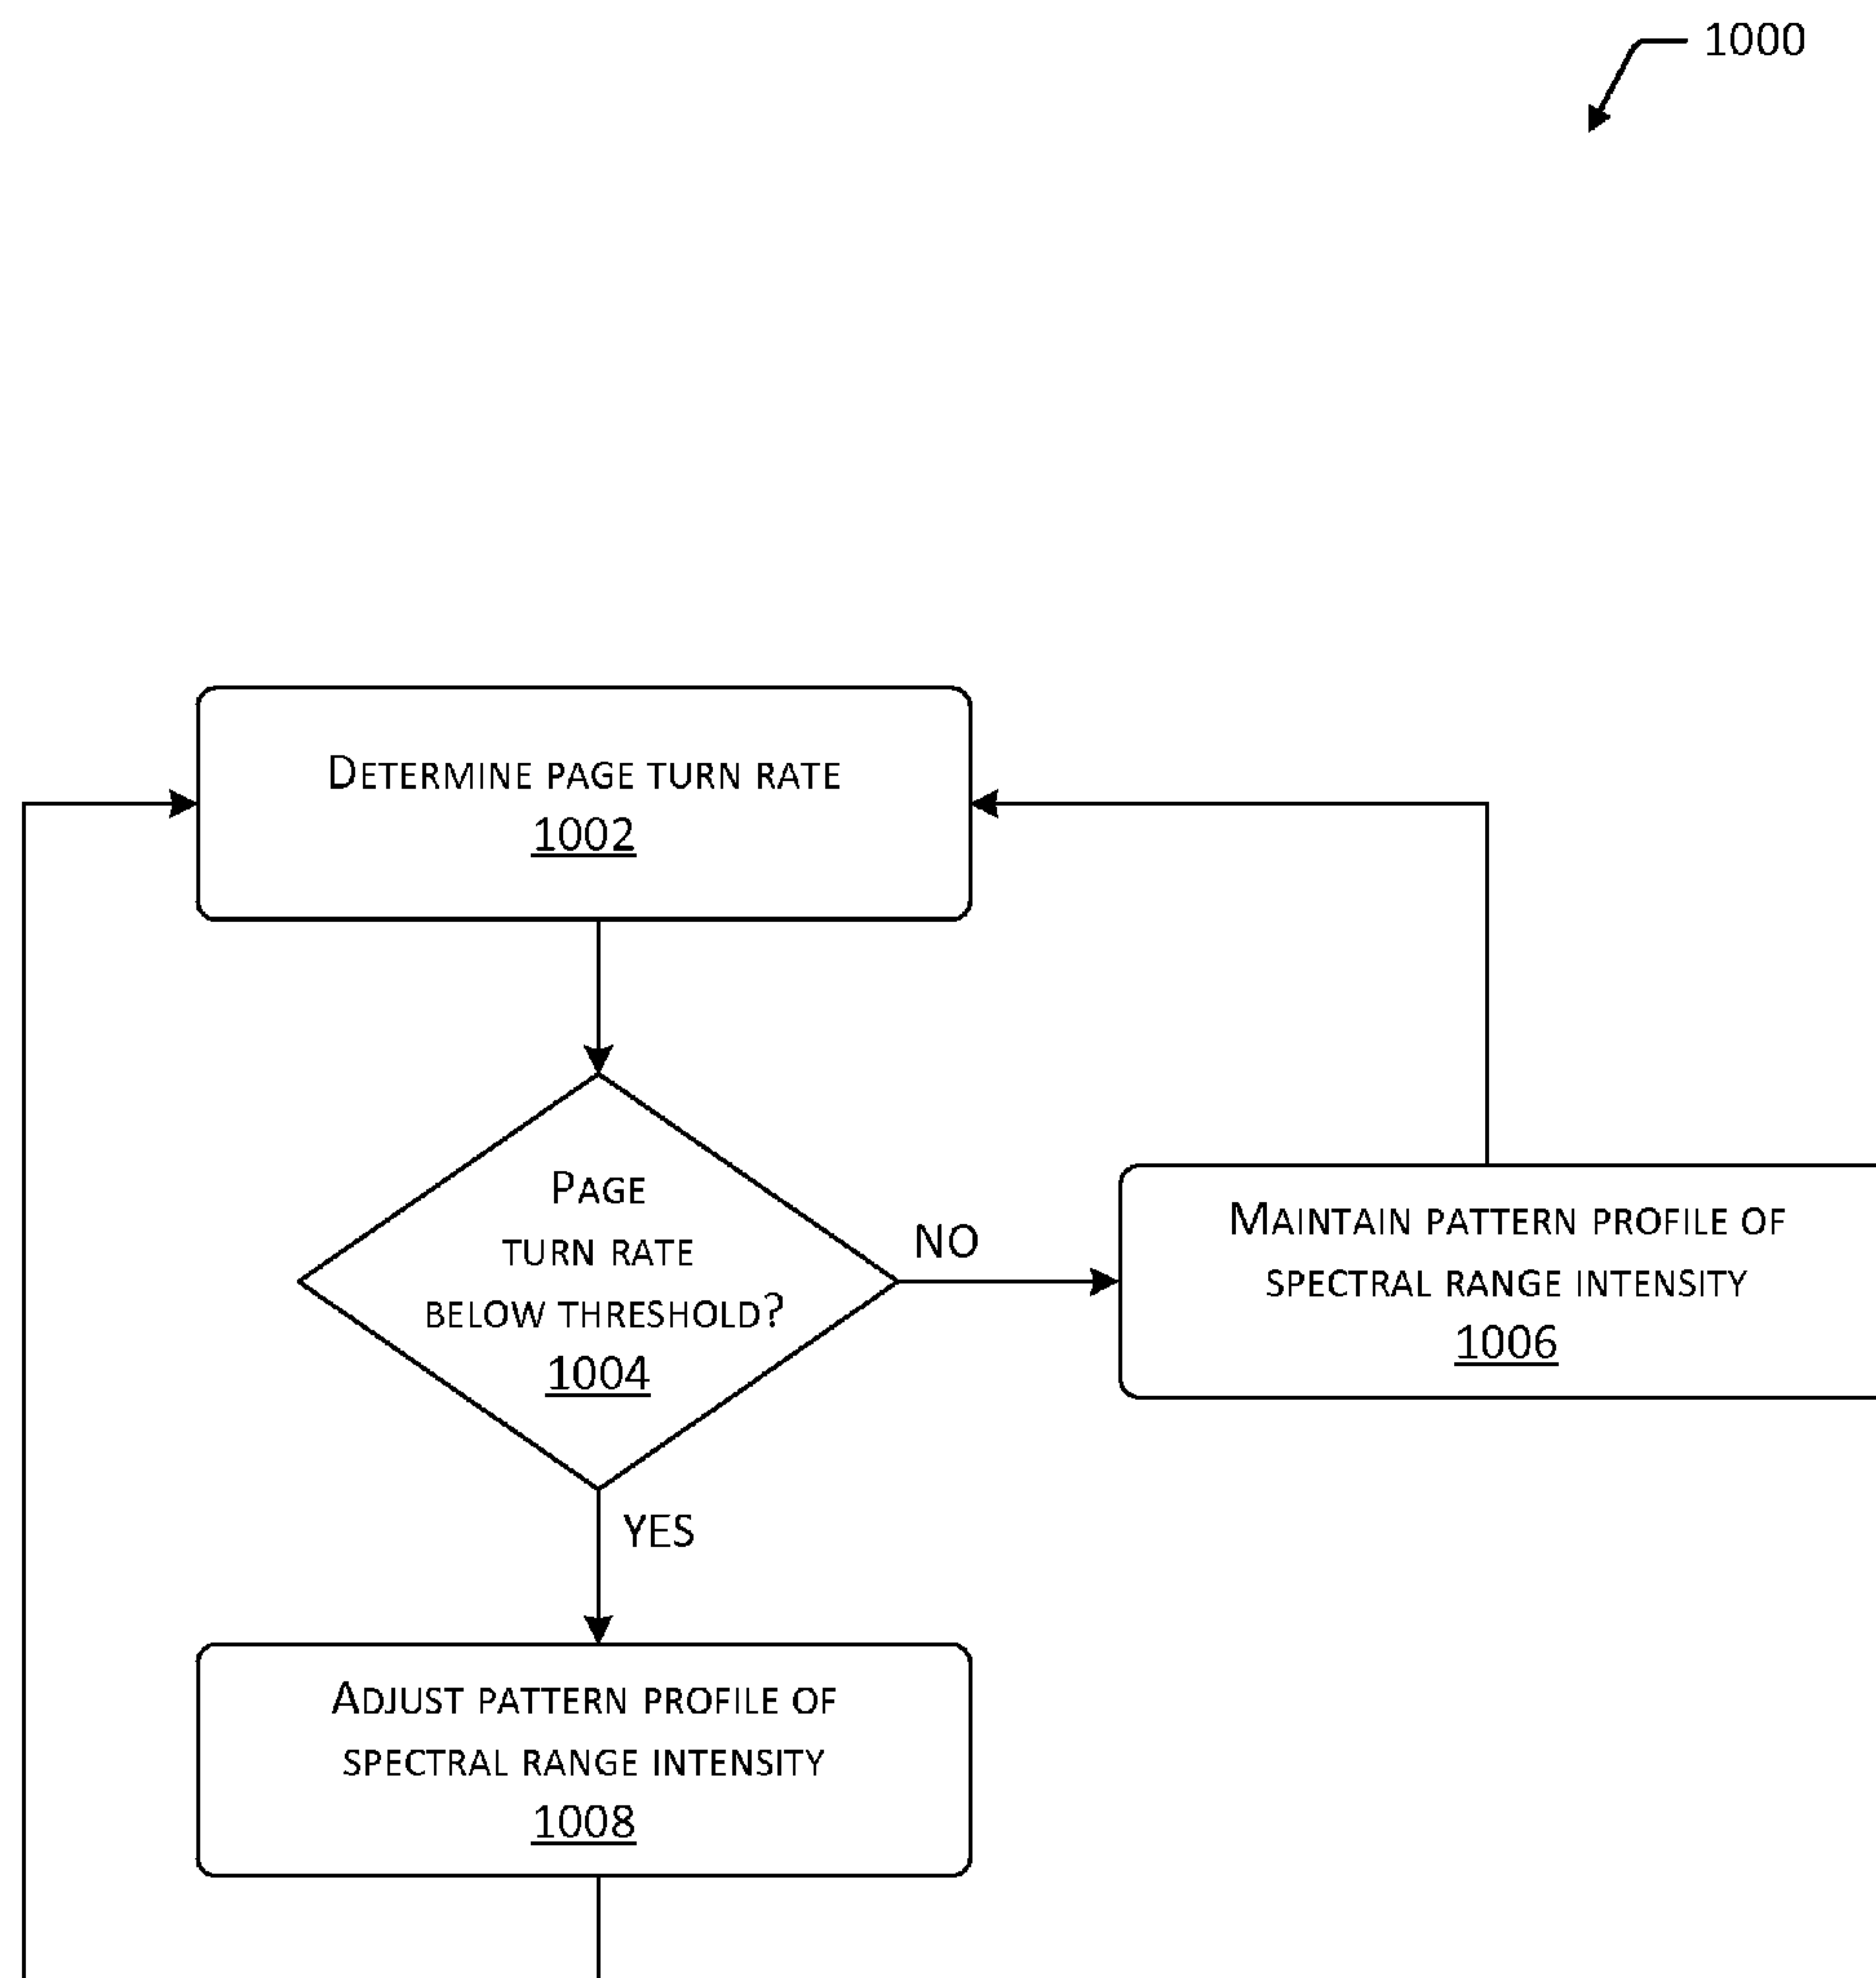 1000
DETERMINE PAGE TURN RATE
1002
PAGE
TURN RATE
BELOW THRESHOLD?
1004
NO
MAINTAIN PATTERN PROFILE OF
SPECTRAL RANGE INTENSITY
1006
YES
ADJUST PATTERN PROFILE OF
SPECTRAL RANGE INTENSITY
1008